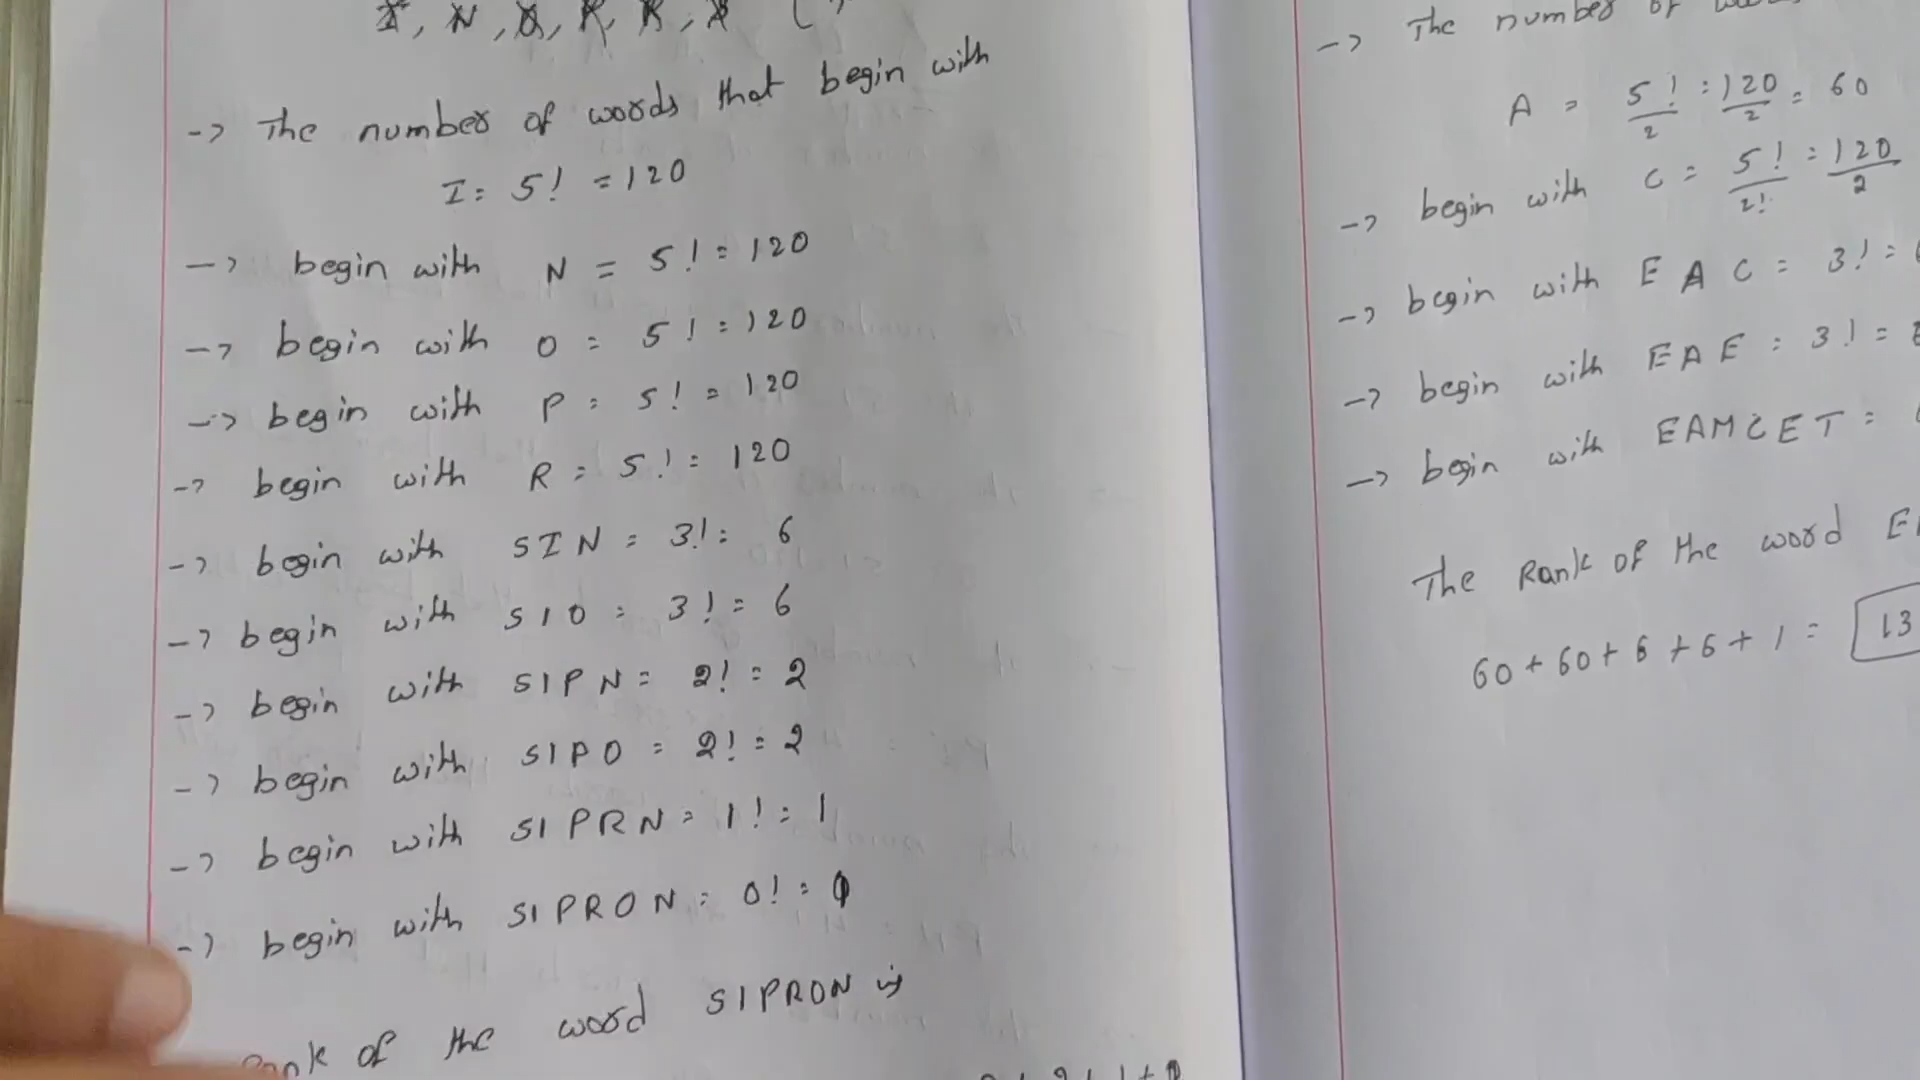 I, N, O, P, R, S
-> The number of words that begin with
I = 5! = 120
-> begin with N = 5! = 120
-> begin with O = 5! = 120
-> begin with P = 5! = 120
-> begin with R = 5! = 120
-> begin with SIN = 3! = 6
-> begin with SIO = 3! = 6
-> begin with SIPN = 2! = 2
-> begin with SIPO = 2! = 2
-> begin with SIPRN = 1! = 1
-> begin with SIPRON = 0! =
Rank of the word SIPRON is
-> The number of
A = 5!/2 = 120/2 = 60
-> begin with C = 5!/2! = 120/2
-> begin with EAC = 3! =
-> begin with EAE = 3! =
-> begin with EAMCET =
The Rank of the word
60 + 60 + 6 + 6 + 1 = 13